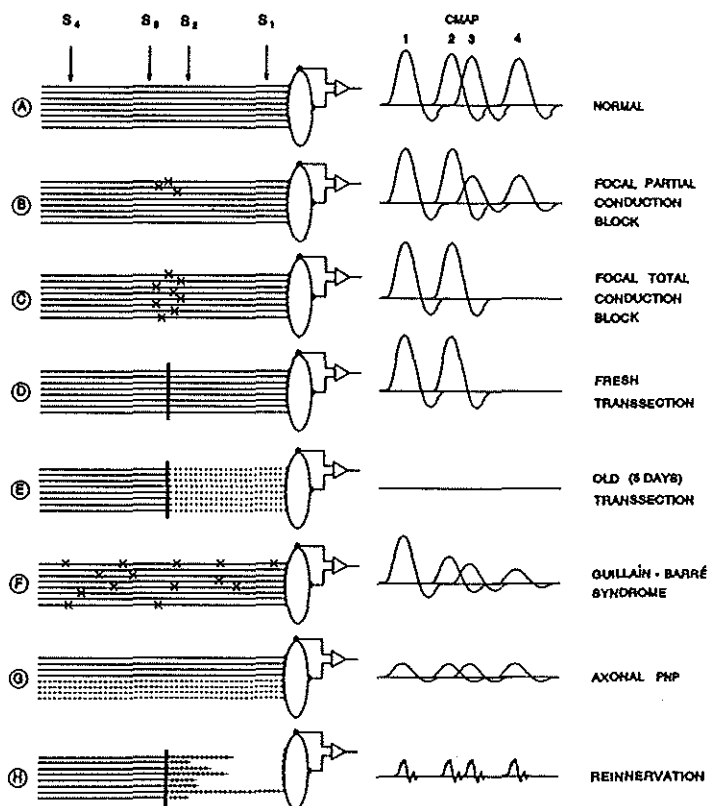 S4 S3 S2 S1 CMAP
1 2 3 4
A NORMAL
B FOCAL PARTIAL
CONDUCTION
BLOCK
C FOCAL TOTAL
CONDUCTION
BLOCK
D FRESH
TRANSSECTION
E OLD (5 DAYS)
TRANSSECTION
F GUILLAIN - BARRÉ
SYNDROME
G AXONAL PNP
H REINNERVATION